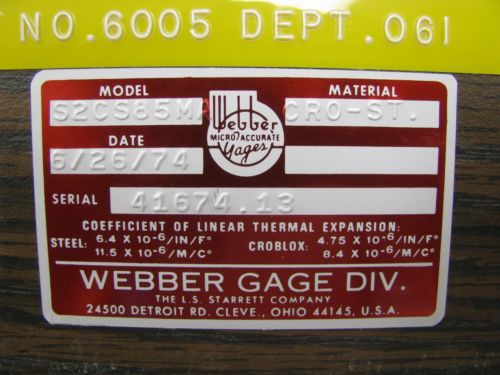 NO.6005 DEPT.061
MODEL MATERIAL
S2CS85MA CRO-ST.
Webber
MICRO/ACCURATE
Gages
DATE
6/26/74
SERIAL 41674.13
COEFFICIENT OF LINEAR THERMAL EXPANSION:
STEEL: 6.4 X 10-6/IN/F° CROBLOX: 4.75 X 10-6/IN/F°
11.5 X 10-6/M/C° 8.4 X 10-6/M/C°
WEBBER GAGE DIV.
THE L.S. STARRETT COMPANY
24500 DETROIT RD. CLEVE., OHIO 44145, U.S.A.